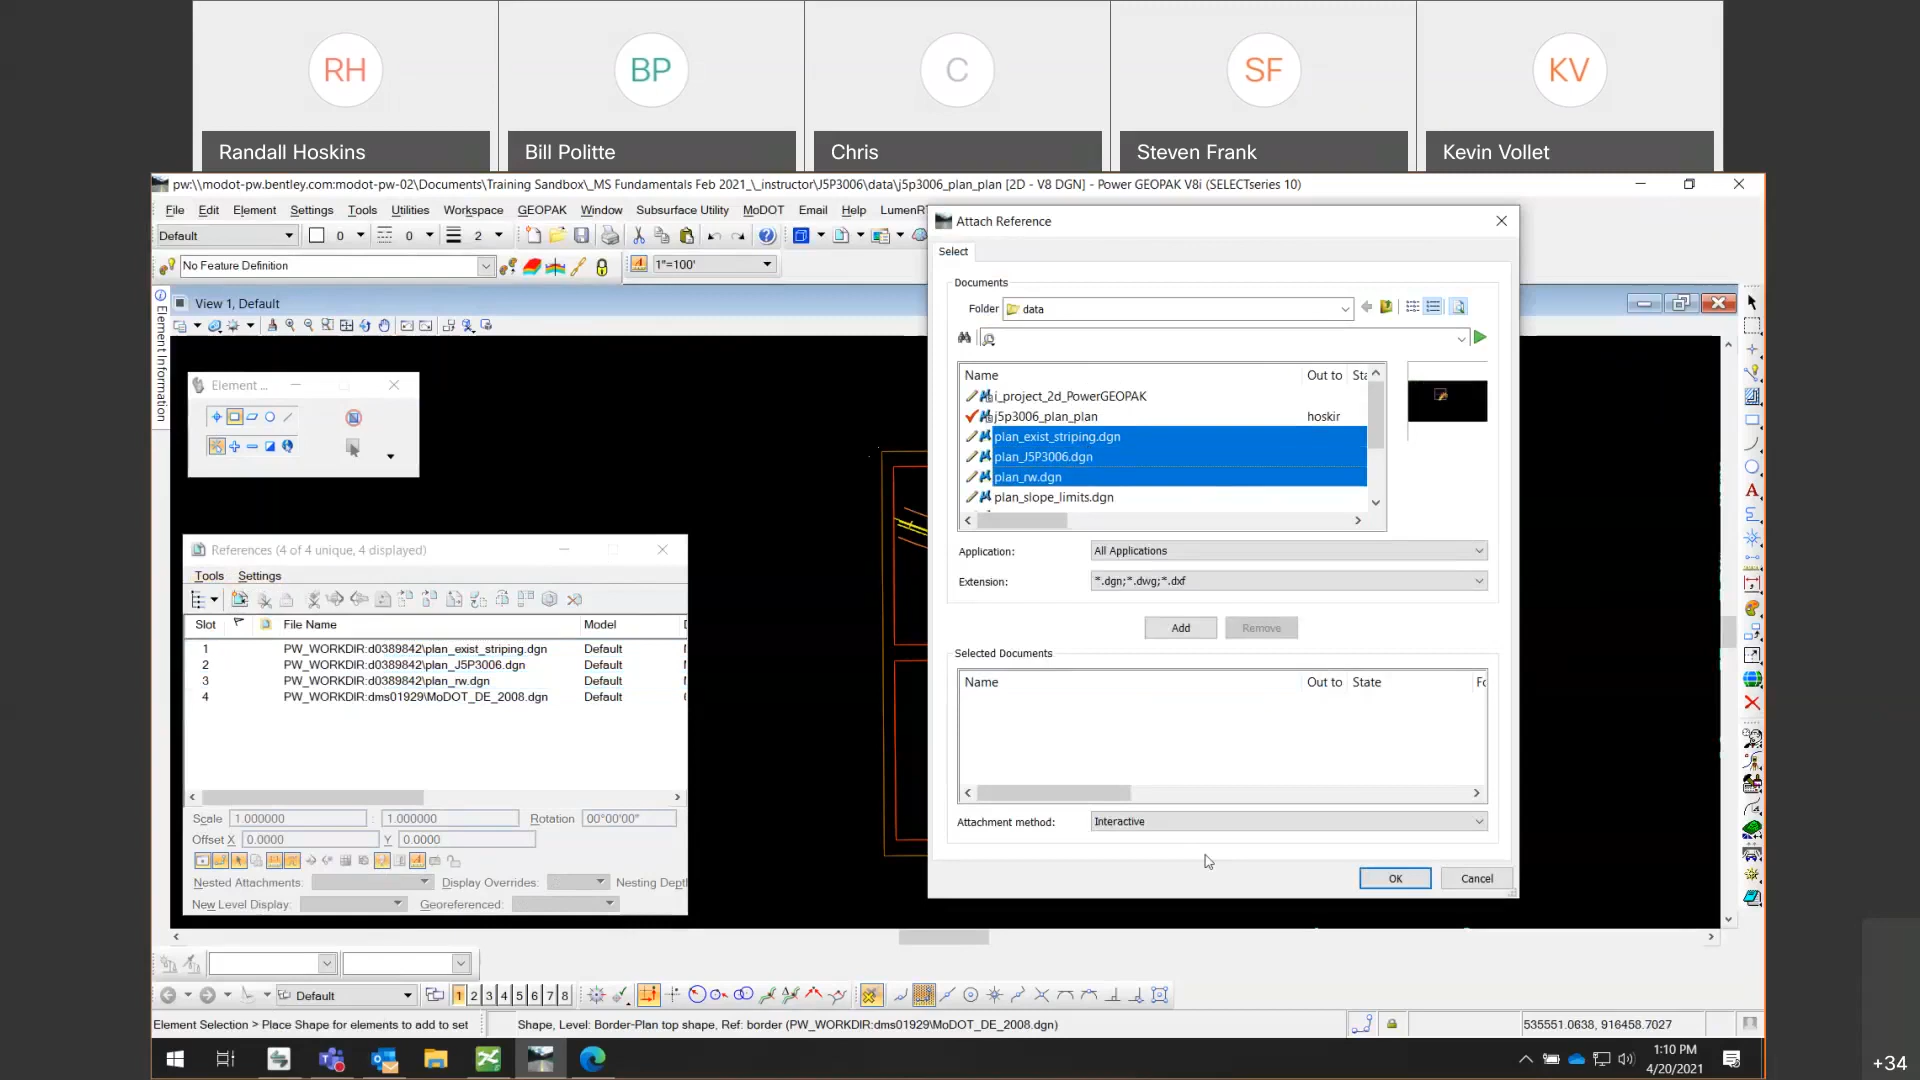 RH
BP
C
SF
KV
Randall Hoskins
Bill Politte
Chris
Steven Frank
Kevin Vollet
pw:\\modot-pw.bentley.com:modot-pw-02\Documents\Training Sandbox\_MS Fundamentals Feb 2021_\_instructor\J5P3006\data\j5p3006_plan_plan [2D - V8 DGN] - Power GEOPAK V8i (SELECTseries 10)
File Edit Element Settings Tools Utilities Workspace GEOPAK Window Subsurface Utility MoDOT Email Help LumenRT
Default 0 0 2
No Feature Definition 1"=100'
View 1, Default
Element Information
Element ...
References (4 of 4 unique, 4 displayed)
Tools Settings
Slot File Name Model
1 PW_WORKDIR:d0389842\plan_exist_striping.dgn Default
2 PW_WORKDIR:d0389842\plan_J5P3006.dgn Default
3 PW_WORKDIR:d0389842\plan_rw.dgn Default
4 PW_WORKDIR:dms01929\MoDOT_DE_2008.dgn Default
Scale 1.000000 : 1.000000 Rotation 00°00'00"
Offset X 0.0000 Y 0.0000
Nested Attachments: Display Overrides: Nesting Dept
New Level Display: Georeferenced:
Attach Reference
Select
Documents
Folder data
Name Out to Sta
i_project_2d_PowerGEOPAK
j5p3006_plan_plan hoskir
plan_exist_striping.dgn
plan_J5P3006.dgn
plan_rw.dgn
plan_slope_limits.dgn
Application: All Applications
Extension: *.dgn;*.dwg;*.dxf
Add Remove
Selected Documents
Name Out to State Fo
Attachment method: Interactive
OK Cancel
Default 1 2 3 4 5 6 7 8
Element Selection > Place Shape for elements to add to set
Shape, Level: Border-Plan top shape, Ref: border (PW_WORKDIR:dms01929\MoDOT_DE_2008.dgn)
535551.0638, 916458.7027
1:10 PM
4/20/2021
+34